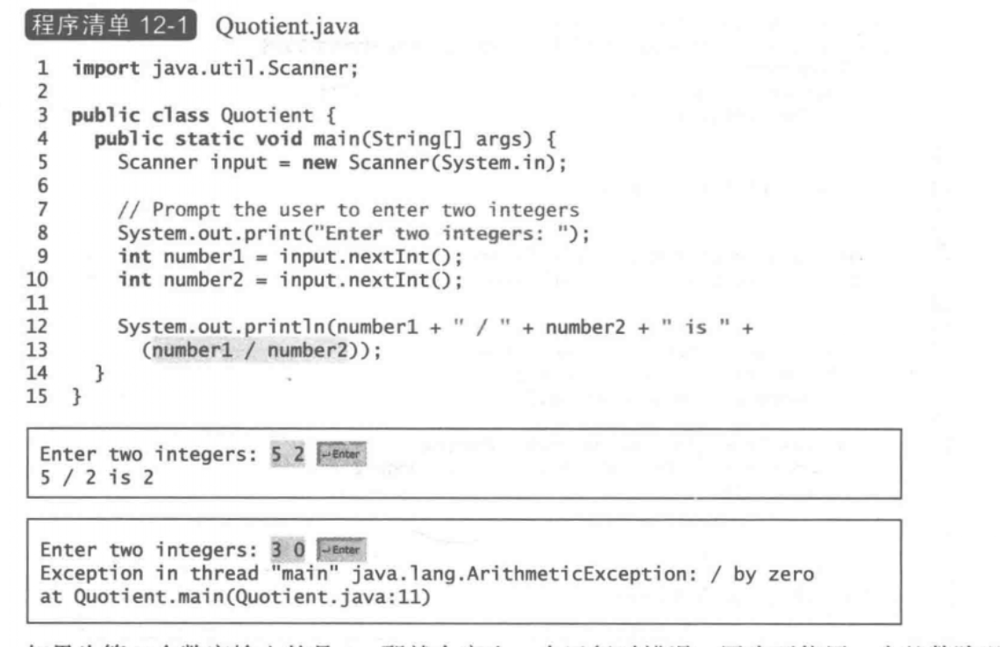 程序清单 12-1 Quotient.java
1 import java.util.Scanner;
2
3 public class Quotient {
4   public static void main(String[] args) {
5     Scanner input = new Scanner(System.in);
6
7     // Prompt the user to enter two integers
8     System.out.print("Enter two integers: ");
9     int number1 = input.nextInt();
10     int number2 = input.nextInt();
11
12     System.out.println(number1 + " / " + number2 + " is " +
13       (number1 / number2));
14   }
15 }
Enter two integers: 5 2 Enter
5 / 2 is 2
Enter two integers: 3 0 Enter
Exception in thread "main" java.lang.ArithmeticException: / by zero
at Quotient.main(Quotient.java:11)